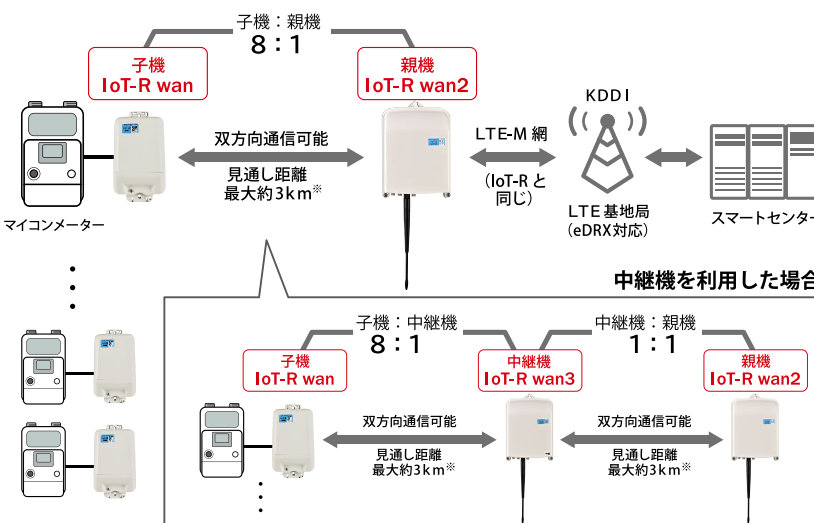 子機：親機
8：1
子機
IoT-R wan
親機
IoT-R wan2
双方向通信可能
見通し距離
最大約3km※
マイコンメーター
LTE-M 網
(IoT-R と
同じ)
KDDI
LTE 基地局
(eDRX対応)
スマートセンター
中継機を利用した場合
子機：中継機
8：1
中継機：親機
1：1
子機
IoT-R wan
中継機
IoT-R wan3
親機
IoT-R wan2
双方向通信可能
見通し距離
最大約3km※
双方向通信可能
見通し距離
最大約3km※